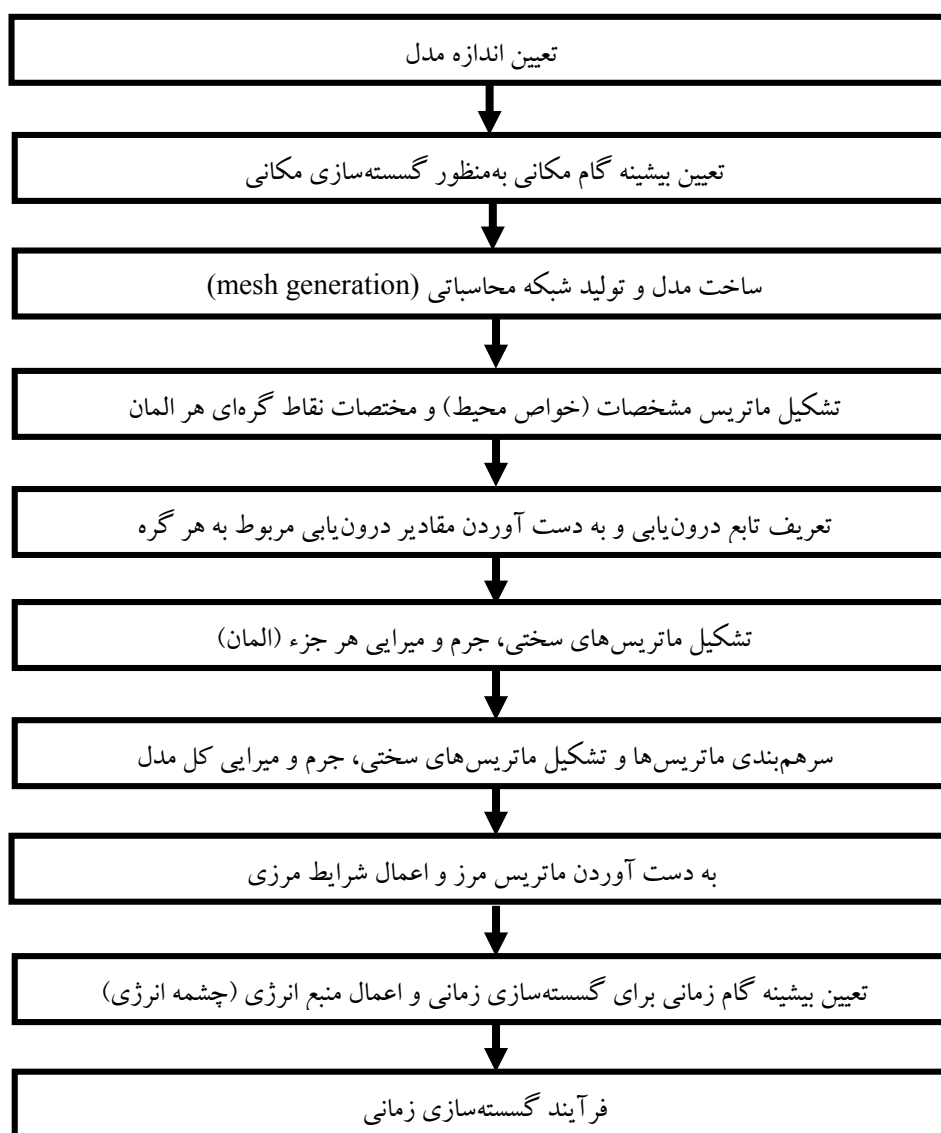 تعیین اندازه مدل
تعیین بیشینه گام مکانی به‌منظور گسسته‌سازی مکانی
ساخت مدل و تولید شبکه محاسباتی (mesh generation)
تشکیل ماتریس مشخصات (خواص محیط) و مختصات نقاط گره‌ای هر المان
تعریف تابع درون‌یابی و به دست آوردن مقادیر درون‌یابی مربوط به هر گره
تشکیل ماتریس‌های سختی، جرم و میرایی هر جزء (المان)
سرهم‌بندی ماتریس‌ها و تشکیل ماتریس‌های سختی، جرم و میرایی کل مدل
به دست آوردن ماتریس مرز و اعمال شرایط مرزی
تعیین بیشینه گام زمانی برای گسسته‌سازی زمانی و اعمال منبع انرژی (چشمه انرژی)
فرآیند گسسته‌سازی زمانی